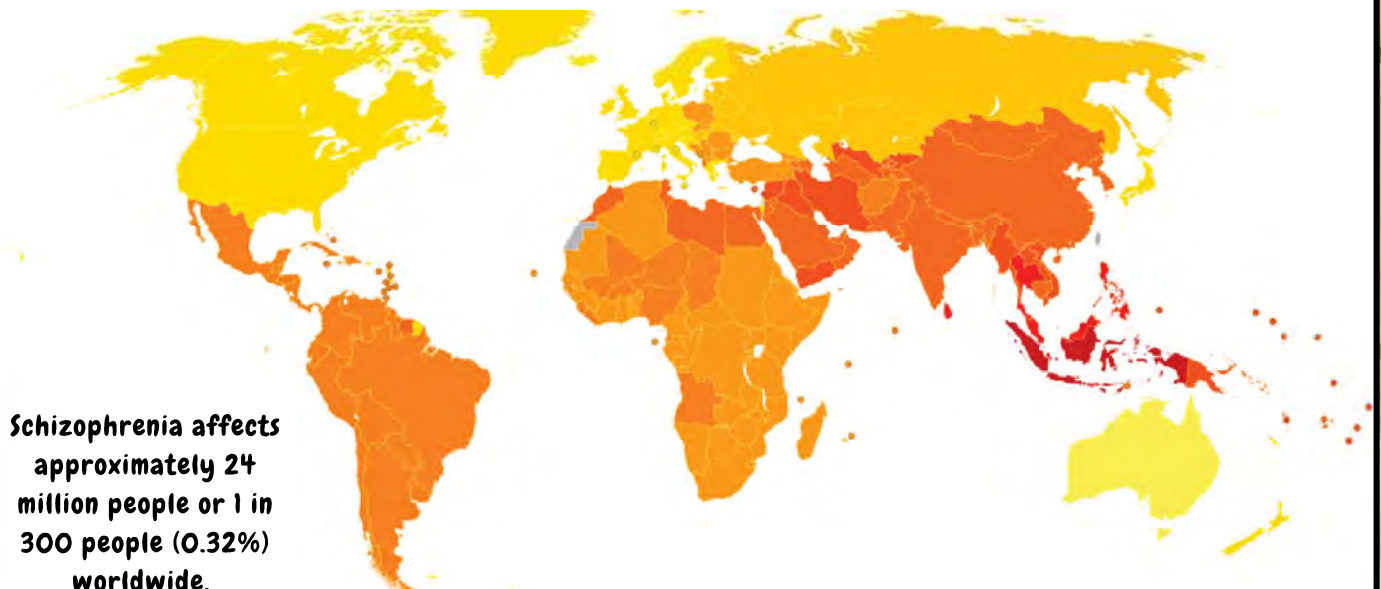 Schizophrenia affects
approximately 24
million people or 1 in
300 people (0.32%)
worldwide.